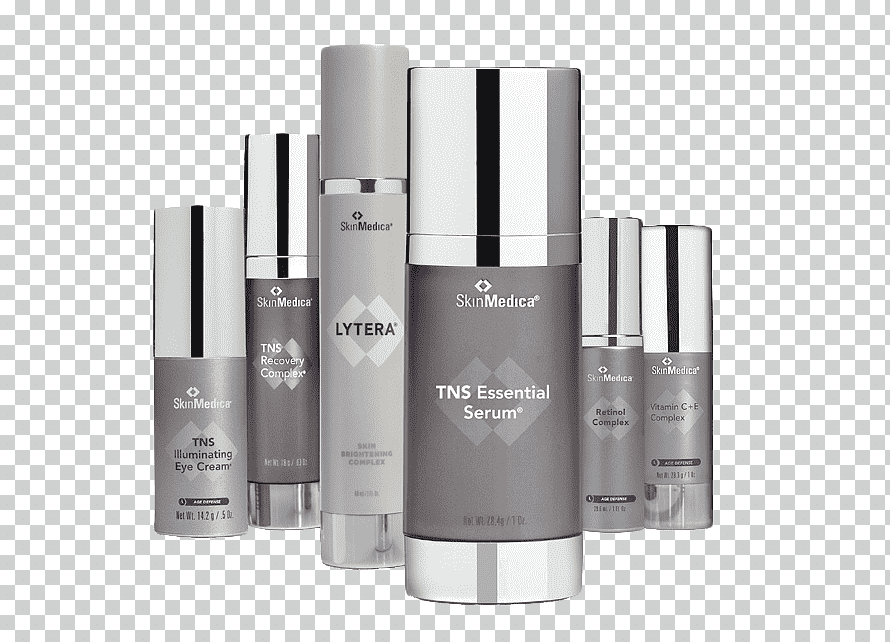 SkinMedica®
TNS
Illuminating
Eye Cream®
AGE DEFENSE
Net Wt. 14.2 g / .5 Oz.
SkinMedica®
TNS
Recovery
Complex®
SkinMedica®
LYTERA®
SKIN
BRIGHTENING
COMPLEX
SkinMedica®
TNS Essential
Serum®
Net Wt. 28.4g / 1 Oz.
SkinMedica®
Retinol
Complex
AGE DEFENSE
SkinMedica®
Vitamin C+E
Complex
AGE DEFENSE